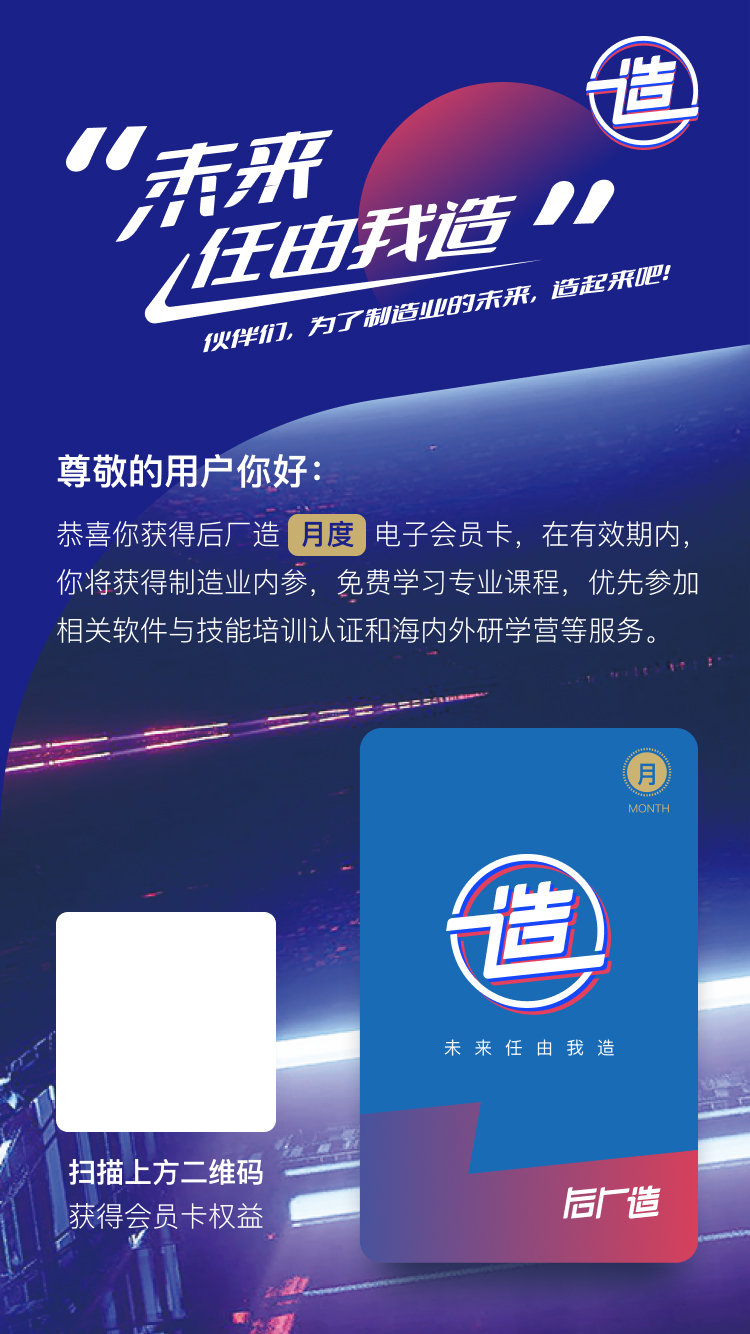 造
“未来
任由我造”
伙伴们，为了制造业的未来，造起来吧！
尊敬的用户你好：
恭喜你获得后厂造 月度 电子会员卡，在有效期内，
你将获得制造业内参，免费学习专业课程，优先参加
相关软件与技能培训认证和海内外研学营等服务。
月
MONTH
造
未来任由我造
后厂造
扫描上方二维码
获得会员卡权益